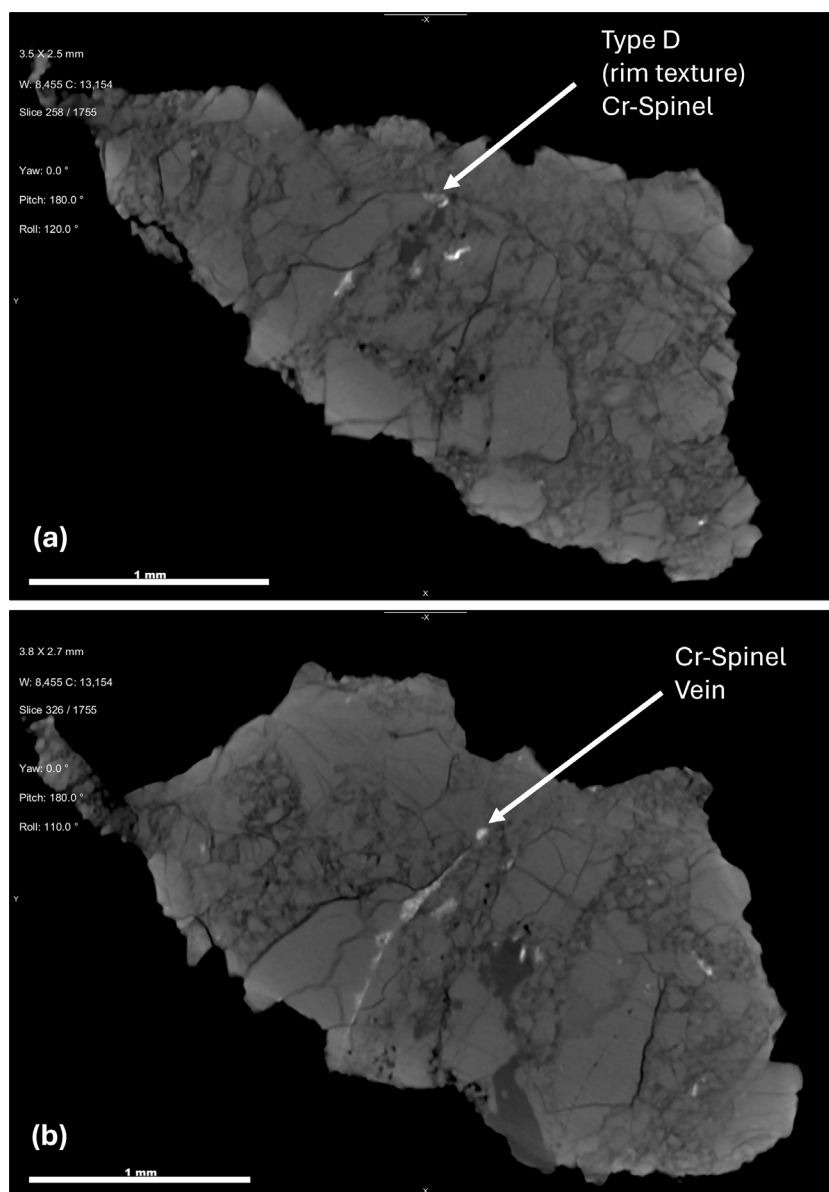 -X
3.5 X 2.5 mm
W: 8,455 C: 13,154
Slice 258 / 1755
Yaw: 0.0 °
Pitch: 180.0 °
Roll: 120.0 °
Type D
(rim texture)
Cr-Spinel
Y
(a)
1 mm
X
-X
3.8 X 2.7 mm
W: 8,455 C: 13,154
Slice 326 / 1755
Yaw: 0.0 °
Pitch: 180.0 °
Roll: 110.0 °
Cr-Spinel
Vein
Y
(b)
1 mm
X